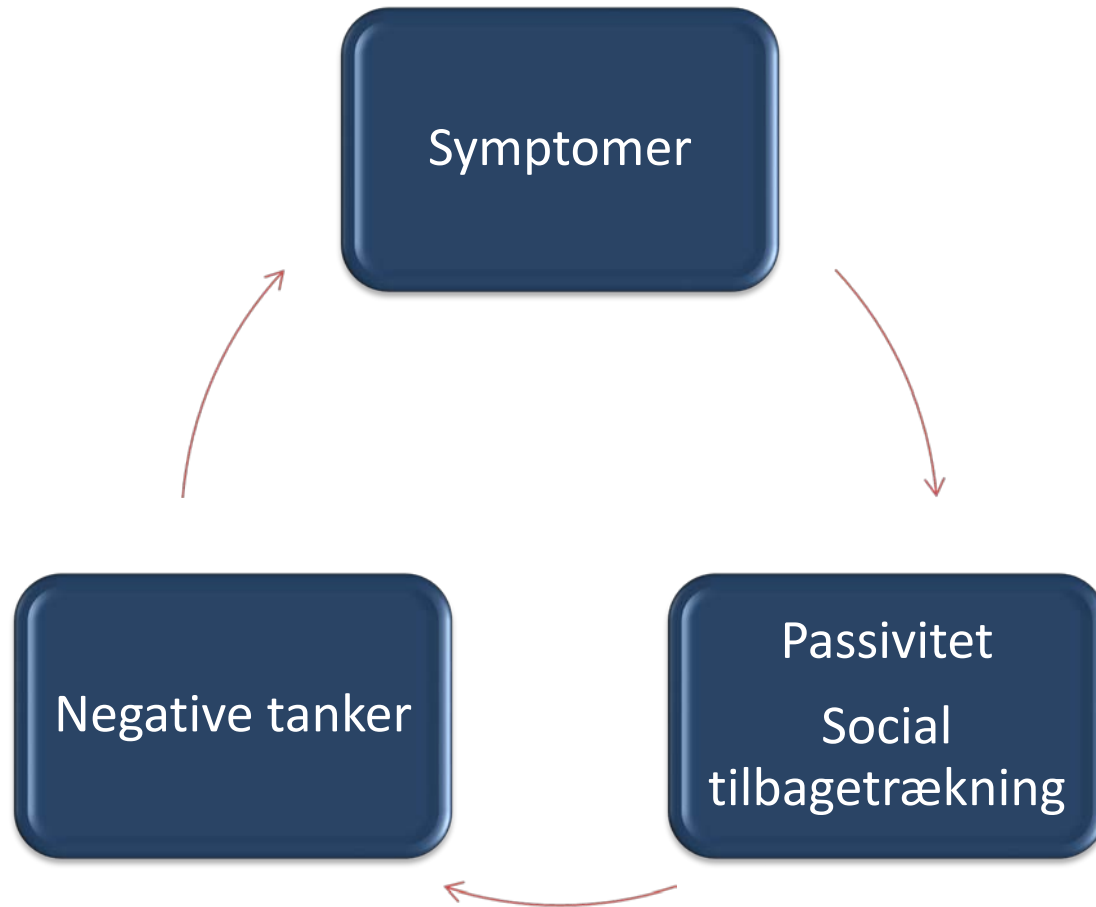 Symptomer
Passivitet
Social
tilbagetrækning
Negative tanker